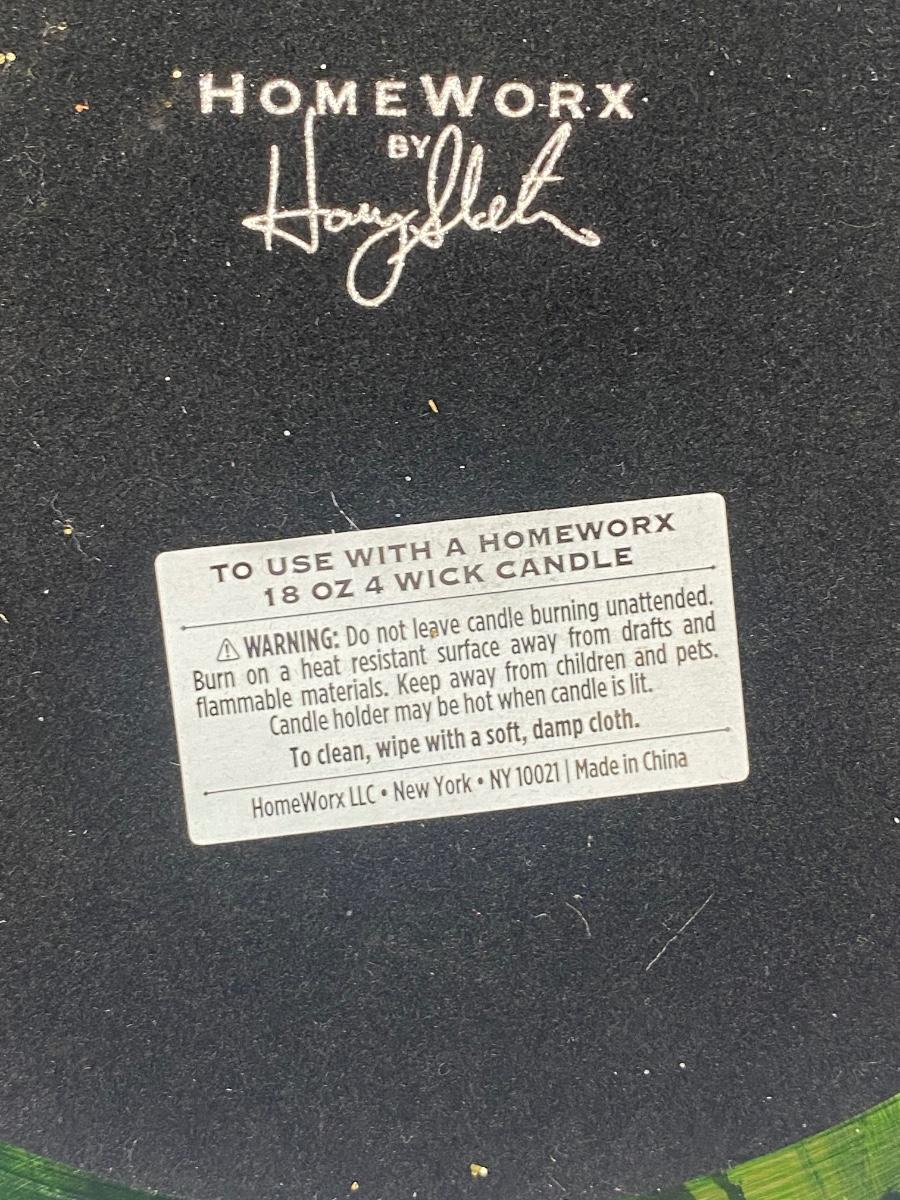 HOMEWORX
BY
Harry Slatkin
TO USE WITH A HOMEWORX
18 OZ 4 WICK CANDLE
⚠ WARNING: Do not leave candle burning unattended.
Burn on a heat resistant surface away from drafts and
flammable materials. Keep away from children and pets.
Candle holder may be hot when candle is lit.
To clean, wipe with a soft, damp cloth.
HomeWorx LLC • New York • NY 10021 | Made in China